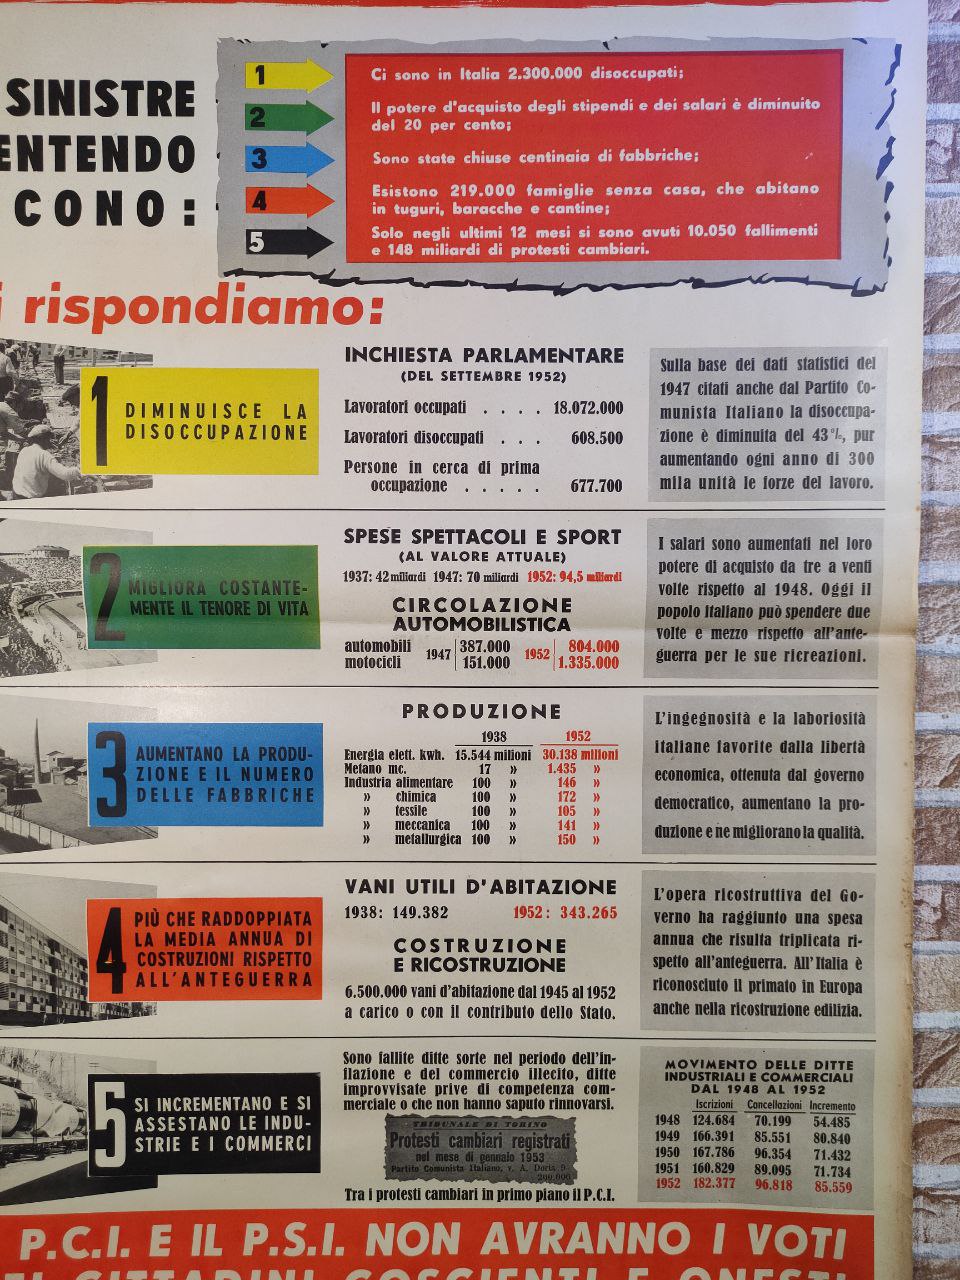 SINISTRE
ENTENDO
CONO:
1
Ci sono in Italia 2.300.000 disoccupati;
2
Il potere d'acquisto degli stipendi e dei salari è diminuito
del 20 per cento;
3
Sono state chiuse centinaia di fabbriche;
4
Esistono 219.000 famiglie senza casa, che abitano
in tuguri, baracche e cantine;
5
Solo negli ultimi 12 mesi si sono avuti 10.050 fallimenti
e 148 miliardi di protesti cambiari.
i rispondiamo:
1
DIMINUISCE LA
DISOCCUPAZIONE
INCHIESTA PARLAMENTARE
(DEL SETTEMBRE 1952)
Lavoratori occupati . . . . 18.072.000
Lavoratori disoccupati . . . 608.500
Persone in cerca di prima
occupazione . . . . . 677.700
Sulla base dei dati statistici del
1947 citati anche dal Partito Co-
munista Italiano la disoccupa-
zione è diminuita del 43%, pur
aumentando ogni anno di 300
mila unità le forze del lavoro.
2
MIGLIORA COSTANTE-
MENTE IL TENORE DI VITA
SPESE SPETTACOLI E SPORT
(AL VALORE ATTUALE)
1937: 42 miliardi 1947: 70 miliardi 1952: 94,5 miliardi
CIRCOLAZIONE
AUTOMOBILISTICA
automobili 1947 387.000 1952 804.000
motocicli 151.000 1.335.000
I salari sono aumentati nel loro
potere di acquisto da tre a venti
volte rispetto al 1948. Oggi il
popolo italiano può spendere due
volte e mezzo rispetto all'ante-
guerra per le sue ricreazioni.
3
AUMENTANO LA PRODU-
ZIONE E IL NUMERO
DELLE FABBRICHE
PRODUZIONE
1938 1952
Energia elett. kwh. 15.544 milioni 30.138 milioni
Metano mc. 17 » 1.435 »
Industria alimentare 100 » 146 »
» chimica 100 » 172 »
» tessile 100 » 105 »
» meccanica 100 » 141 »
» metallurgica 100 » 150 »
L'ingegnosità e la laboriosità
italiane favorite dalla libertà
economica, ottenuta dal governo
democratico, aumentano la pro-
duzione e ne migliorano la qualità.
4
PIÙ CHE RADDOPPIATA
LA MEDIA ANNUA DI
COSTRUZIONI RISPETTO
ALL'ANTEGUERRA
VANI UTILI D'ABITAZIONE
1938: 149.382 1952: 343.265
COSTRUZIONE
E RICOSTRUZIONE
6.500.000 vani d'abitazione dal 1945 al 1952
a carico o con il contributo dello Stato.
L'opera ricostruttiva del Go-
verno ha raggiunto una spesa
annua che risulta triplicata ri-
spetto all'anteguerra. All'Italia è
riconosciuto il primato in Europa
anche nella ricostruzione edilizia.
5
SI INCREMENTANO E SI
ASSESTANO LE INDU-
STRIE E I COMMERCI
Sono fallite ditte sorte nel periodo dell'in-
flazione e del commercio illecito, ditte
improvvisate prive di competenza com-
merciale o che non hanno saputo rinnovarsi.
TRIBUNALE DI TORINO
Protesti cambiari registrati
nel mese di gennaio 1953
Partito Comunista Italiano, v. A. Doria 9
200.000
Tra i protesti cambiari in primo piano il P.C.I.
MOVIMENTO DELLE DITTE
INDUSTRIALI E COMMERCIALI
DAL 1948 AL 1952
Iscrizioni Cancellazioni Incremento
1948 124.684 70.199 54.485
1949 166.391 85.551 80.840
1950 167.786 96.354 71.432
1951 160.829 89.095 71.734
1952 182.377 96.818 85.559
P.C.I. E IL P.S.I. NON AVRANNO I VOTI
CITTADINI COSCIENTI E ONESTI